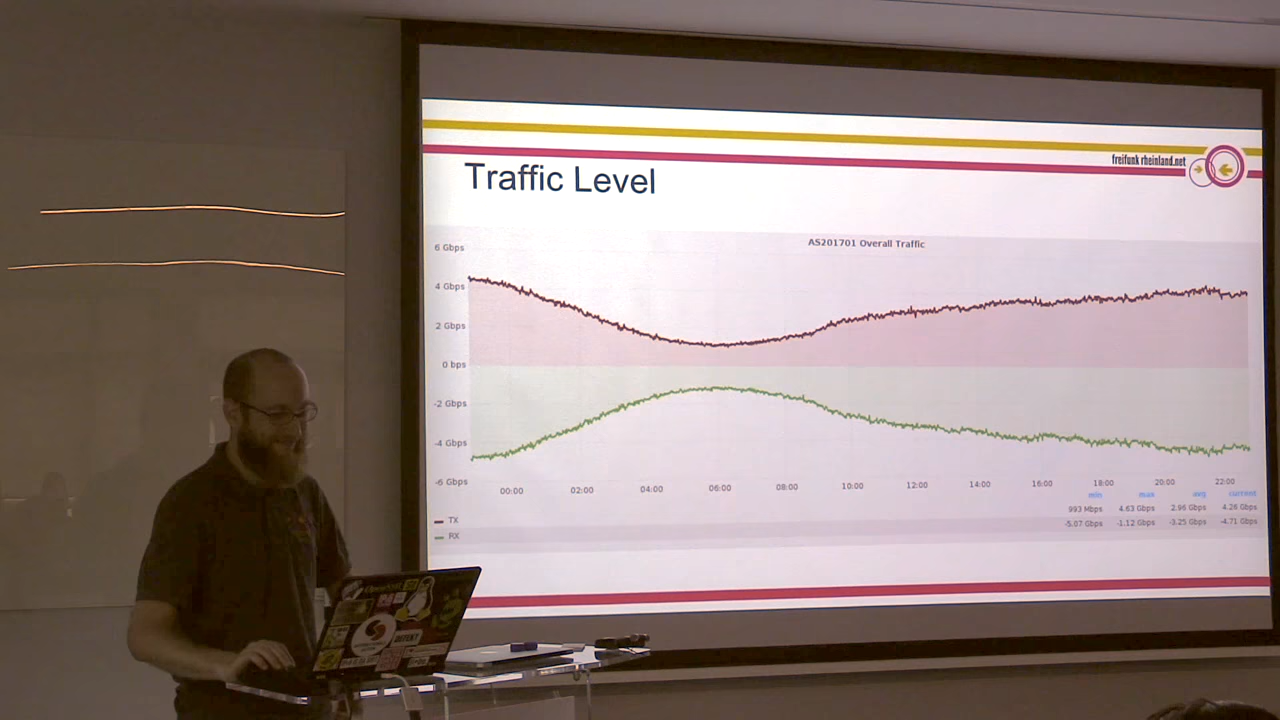 freifunk rheinland.net
Traffic Level
AS201701 Overall Traffic
6 Gbps
4 Gbps
2 Gbps
0 bps
-2 Gbps
-4 Gbps
-6 Gbps
00:00 02:00 04:00 06:00 08:00 10:00 12:00 14:00 16:00 18:00 20:00 22:00
min max avg current
TX 993 Mbps 4.63 Gbps 2.96 Gbps 4.26 Gbps
RX -5.07 Gbps -1.12 Gbps -3.25 Gbps -4.71 Gbps
DEFEKT